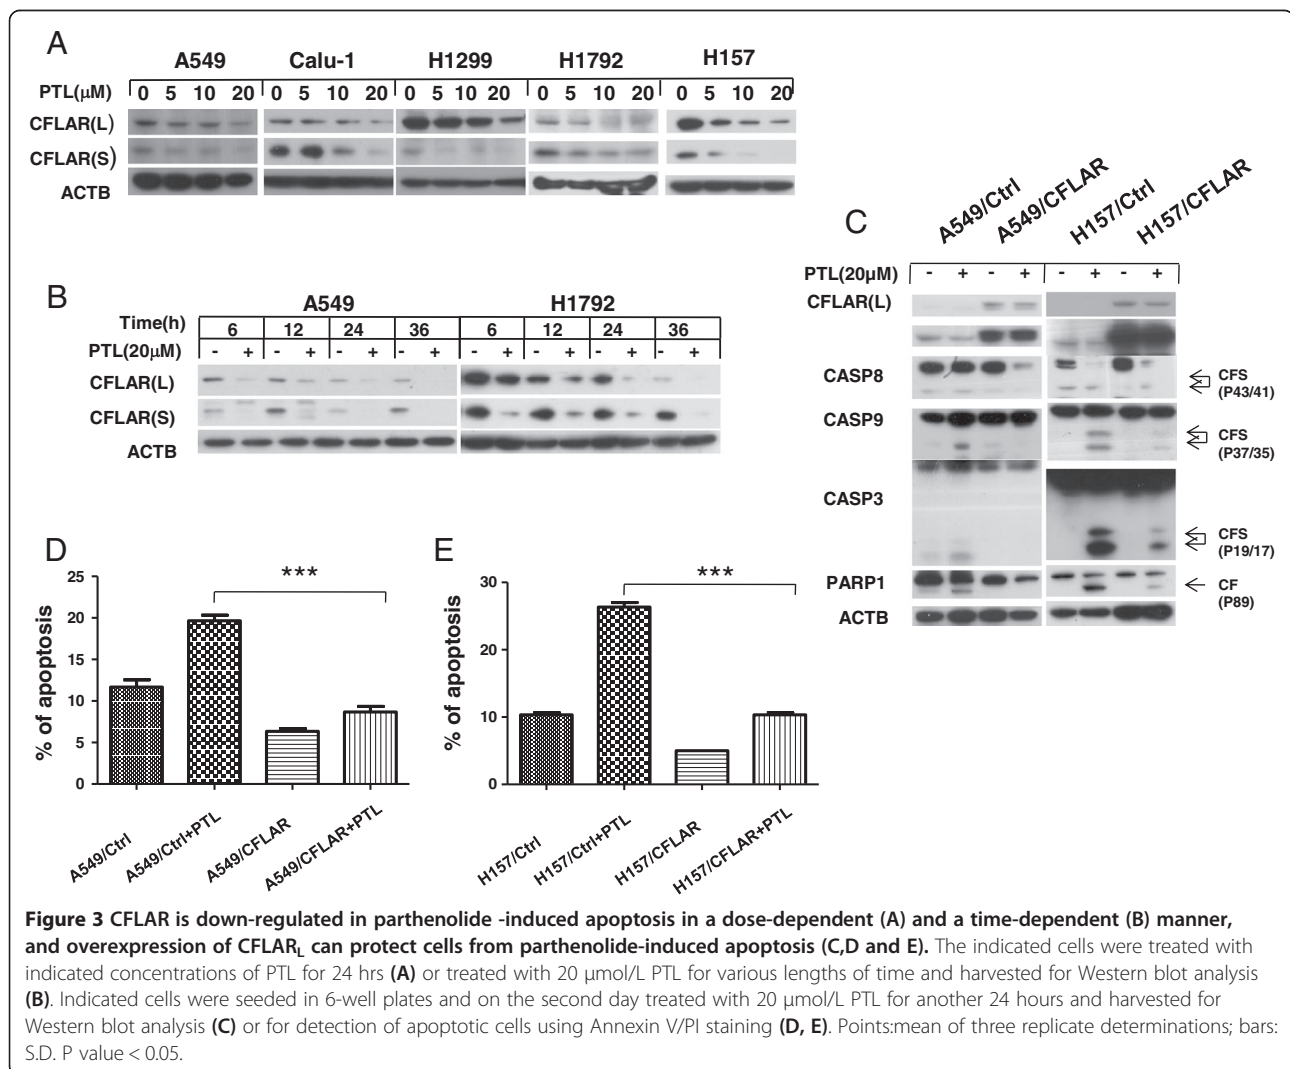 A
A549 Calu-1 H1299 H1792 H157
PTL(μM) 0 5 10 20 0 5 10 20 0 5 10 20 0 5 10 20 0 5 10 20
CFLAR(L)
CFLAR(S)
ACTB
B
A549 H1792
Time(h) 6 12 24 36 6 12 24 36
PTL(20μM) - + - + - + - + - + - + - + - +
CFLAR(L)
CFLAR(S)
ACTB
C
A549/Ctrl A549/CFLAR H157/Ctrl H157/CFLAR
PTL(20μM) - + - + - + - +
CFLAR(L)
CASP8
CFS
(P43/41)
CASP9
CFS
(P37/35)
CASP3
CFS
(P19/17)
PARP1
CF
(P89)
ACTB
D
% of apoptosis
25
20
15
10
5
0
***
A549/Ctrl A549/Ctrl+PTL A549/CFLAR A549/CFLAR+PTL
E
% of apoptosis
30
20
10
0
***
H157/Ctrl H157/Ctrl+PTL H157/CFLAR H157/CFLAR+PTL
Figure 3 CFLAR is down-regulated in parthenolide -induced apoptosis in a dose-dependent (A) and a time-dependent (B) manner,
and overexpression of CFLARL can protect cells from parthenolide-induced apoptosis (C,D and E). The indicated cells were treated with
indicated concentrations of PTL for 24 hrs (A) or treated with 20 μmol/L PTL for various lengths of time and harvested for Western blot analysis
(B). Indicated cells were seeded in 6-well plates and on the second day treated with 20 μmol/L PTL for another 24 hours and harvested for
Western blot analysis (C) or for detection of apoptotic cells using Annexin V/PI staining (D, E). Points:mean of three replicate determinations; bars:
S.D. P value < 0.05.